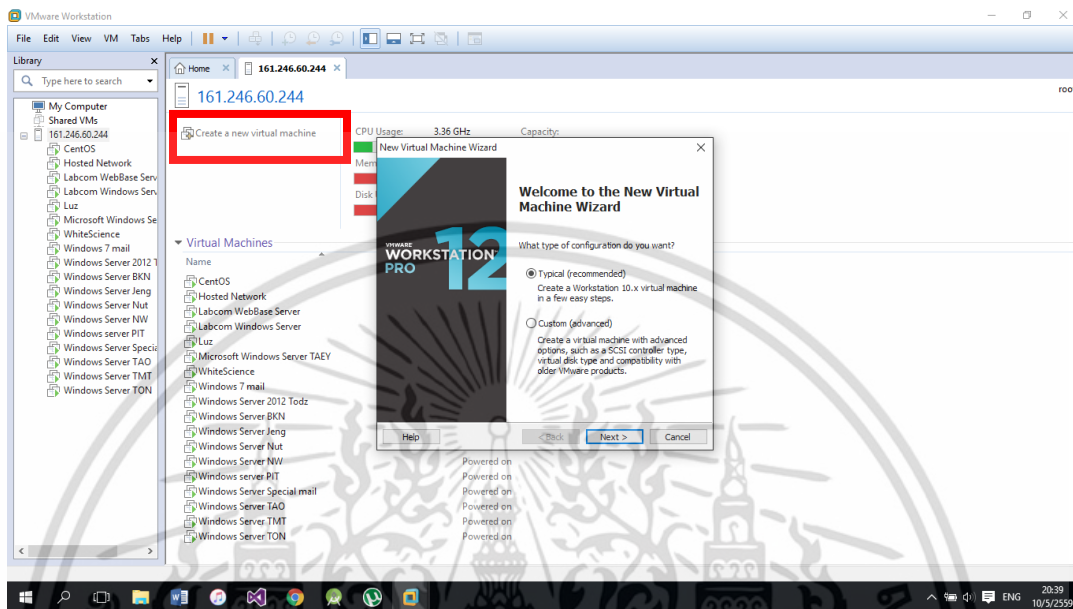 VMware Workstation
File Edit View VM Tabs Help
Library
Type here to search
My Computer
Shared VMs
161.246.60.244
CentOS
Hosted Network
Labcom WebBase Serv
Labcom Windows Serv
Luz
Microsoft Windows Se
WhiteScience
Windows 7 mail
Windows Server 2012 T
Windows Server BKN
Windows Server Jeng
Windows Server Nut
Windows Server NW
Windows server PIT
Windows Server Specia
Windows Server TAO
Windows Server TMT
Windows Server TON
Home
161.246.60.244
161.246.60.244
roo
Create a new virtual machine
CPU Usage: 3.36 GHz Capacity:
Mem
Disk
Virtual Machines
Name
CentOS
Hosted Network
Labcom WebBase Server
Labcom Windows Server
Luz
Microsoft Windows Server TAEY
WhiteScience
Windows 7 mail
Windows Server 2012 Todz
Windows Server BKN
Windows Server Jeng
Windows Server Nut
Windows Server NW Powered on
Windows server PIT Powered on
Windows Server Special mail Powered on
Windows Server TAO Powered on
Windows Server TMT Powered on
Windows Server TON Powered on
New Virtual Machine Wizard
VMWARE
WORKSTATION
PRO
12
Welcome to the New Virtual
Machine Wizard
What type of configuration do you want?
Typical (recommended)
Create a Workstation 10.x virtual machine
in a few easy steps.
Custom (advanced)
Create a virtual machine with advanced
options, such as a SCSI controller type,
virtual disk type and compatibility with
older VMware products.
Help
< Back
Next >
Cancel
ENG
20:39
10/5/2559